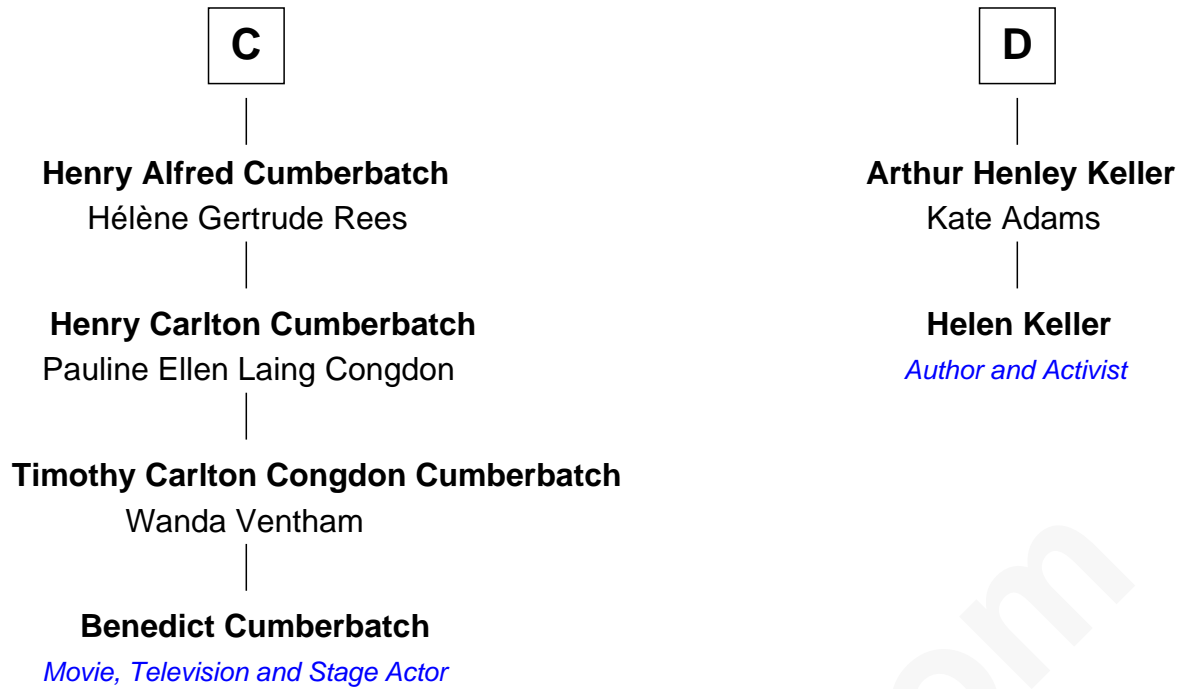 C
Henry Alfred Cumberbatch
Hélène Gertrude Rees
Henry Carlton Cumberbatch
Pauline Ellen Laing Congdon
Timothy Carlton Congdon Cumberbatch
Wanda Ventham
Benedict Cumberbatch
Movie, Television and Stage Actor
D
Arthur Henley Keller
Kate Adams
Helen Keller
Author and Activist
om